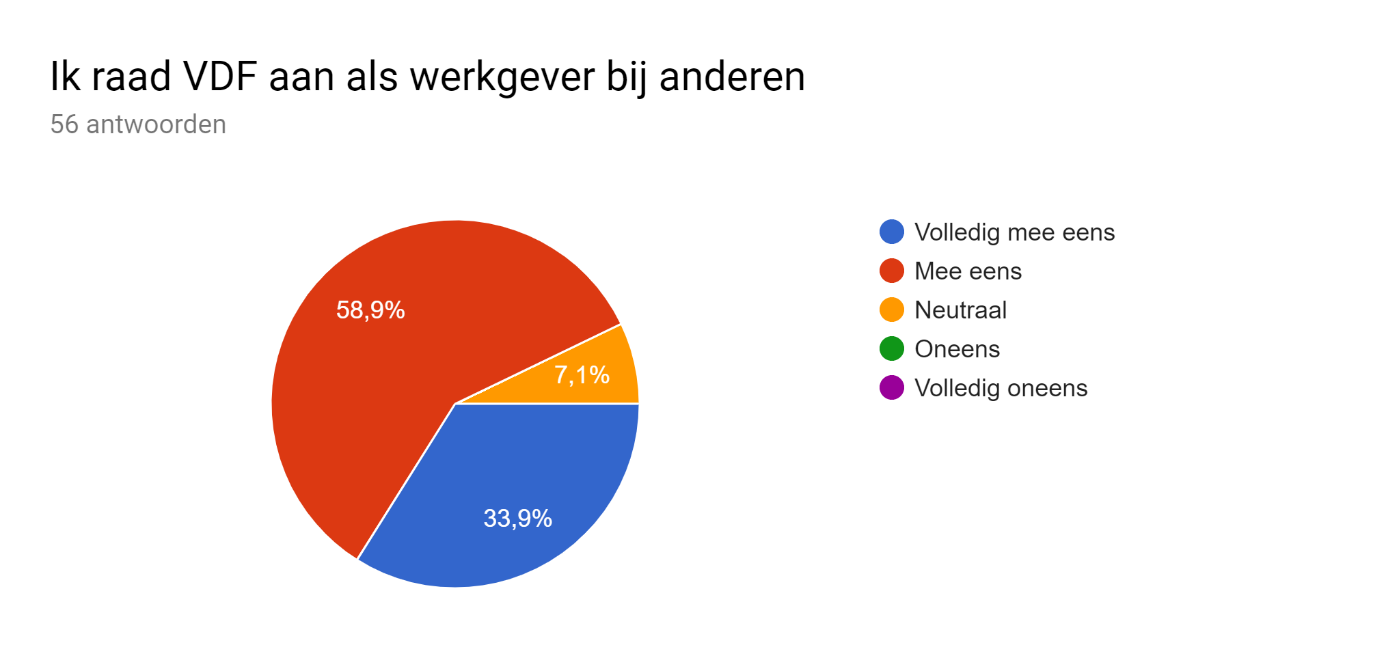 Ik raad VDF aan als werkgever bij anderen
56 antwoorden
58,9%
7,1%
33,9%
Volledig mee eens
Mee eens
Neutraal
Oneens
Volledig oneens